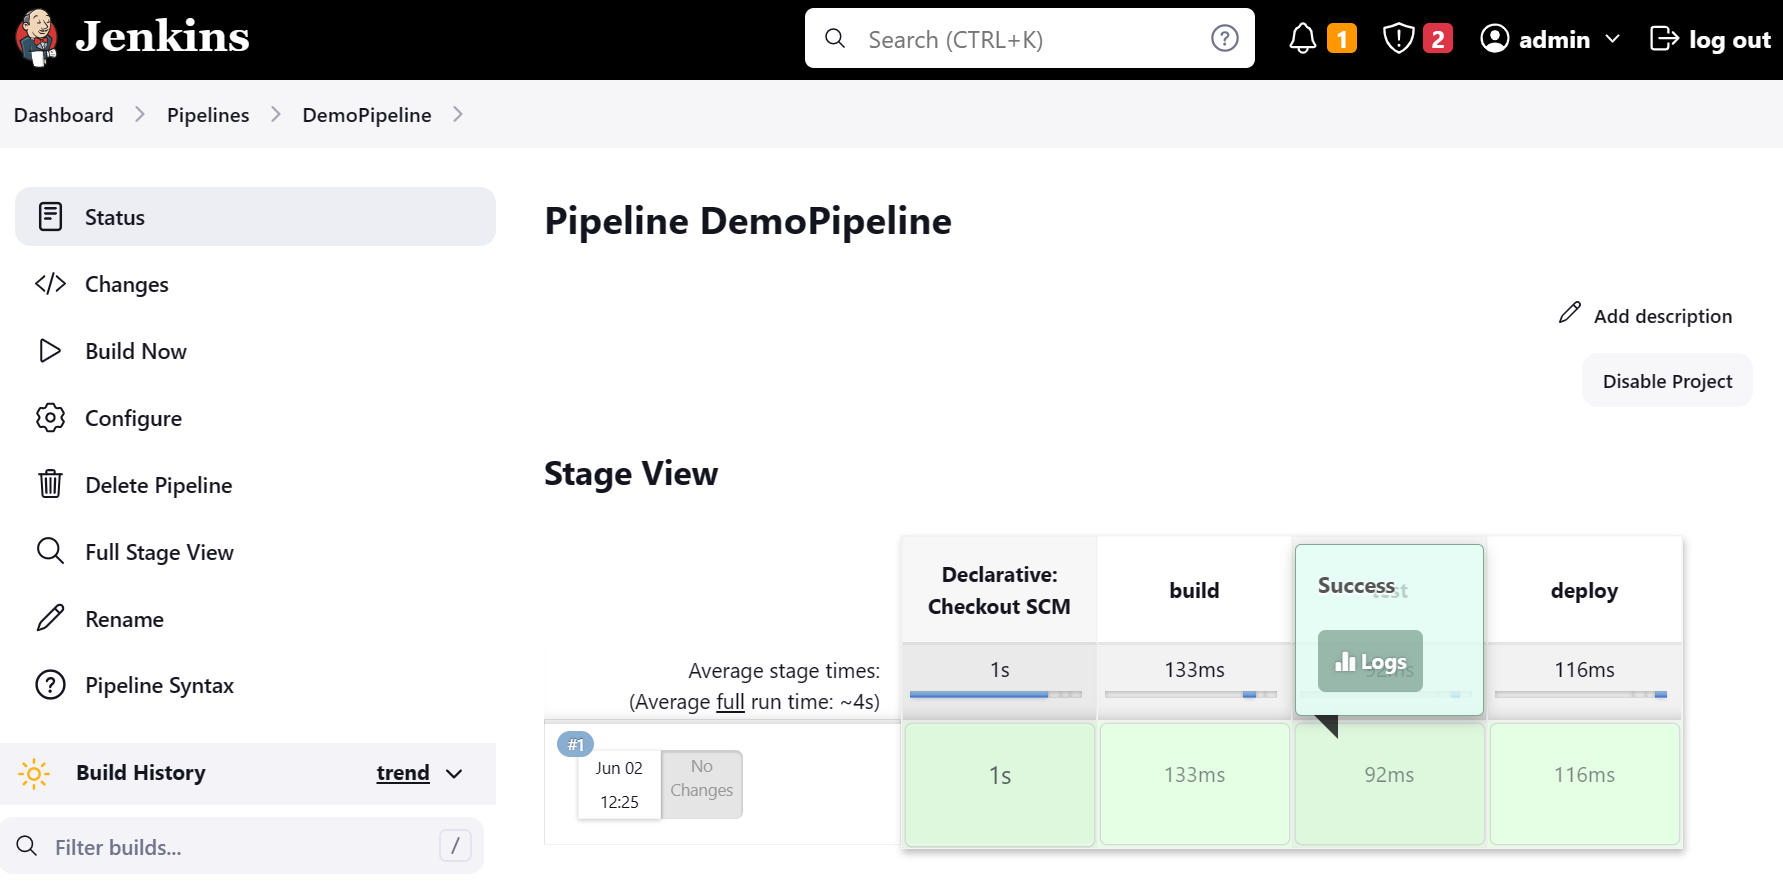 Jenkins
Search (CTRL+K)
?
1
2
admin
log out
Dashboard
Pipelines
DemoPipeline
Status
Changes
Build Now
Configure
Delete Pipeline
Full Stage View
Rename
Pipeline Syntax
Build History
trend
Filter builds...
/
Pipeline DemoPipeline
Add description
Disable Project
Stage View
Declarative:
Checkout SCM
build
test
deploy
Success
Logs
Average stage times:
(Average full run time: ~4s)
1s
133ms
92ms
116ms
#1
Jun 02
12:25
No
Changes
1s
133ms
92ms
116ms